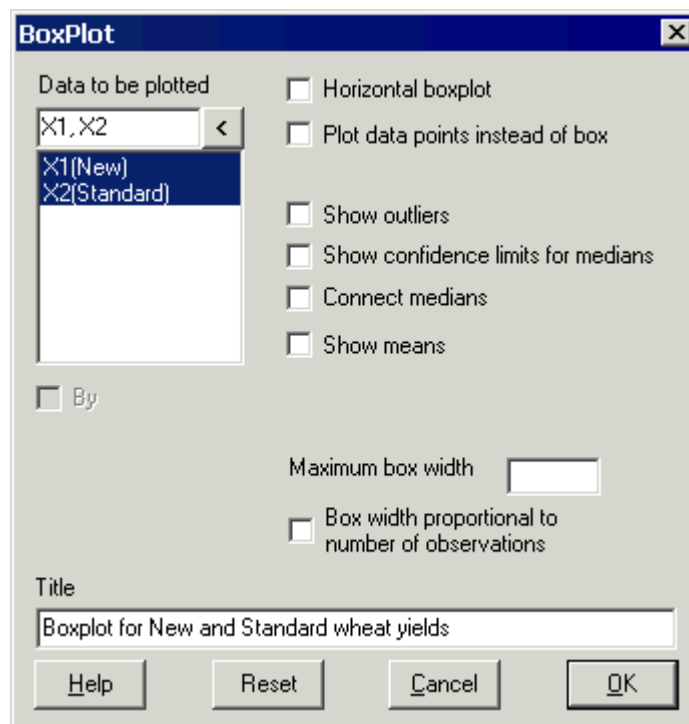 BoxPlot
Data to be plotted
X1, X2
<
X1(New)
X2(Standard)
By
Horizontal boxplot
Plot data points instead of box
Show outliers
Show confidence limits for medians
Connect medians
Show means
Maximum box width
Box width proportional to
number of observations
Title
Boxplot for New and Standard wheat yields
Help
Reset
Cancel
OK